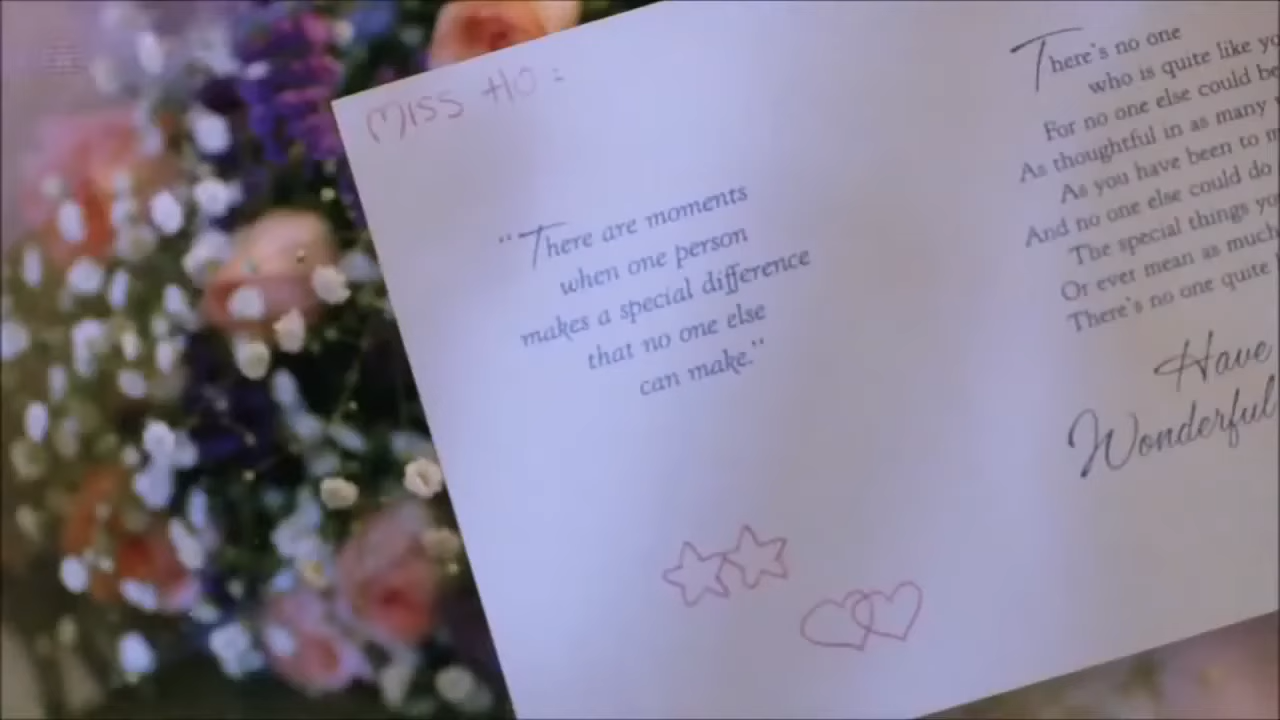 MISS HO:
"There are moments
when one person
makes a special difference
that no one else
can make."
There's no one
who is quite like
For no one else could be
As thoughtful in as many
As you have been to
And no one else could do
The special things
Or ever mean as much
There's no one quite
Have
Wonderful